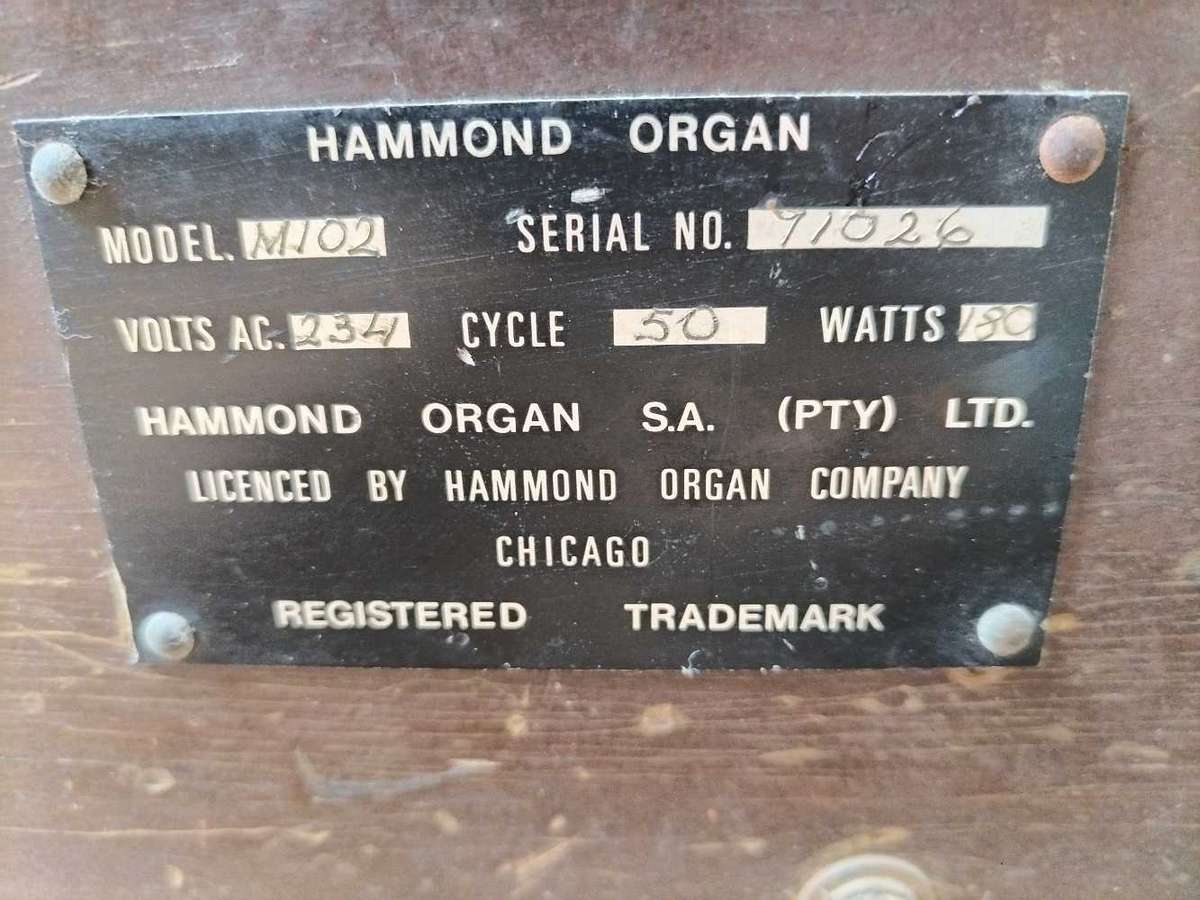 HAMMOND ORGAN
MODEL. M102 SERIAL NO. 71026
VOLTS AC. 234 CYCLE 50 WATTS 180
HAMMOND ORGAN S.A. (PTY) LTD.
LICENCED BY HAMMOND ORGAN COMPANY
CHICAGO
REGISTERED TRADEMARK